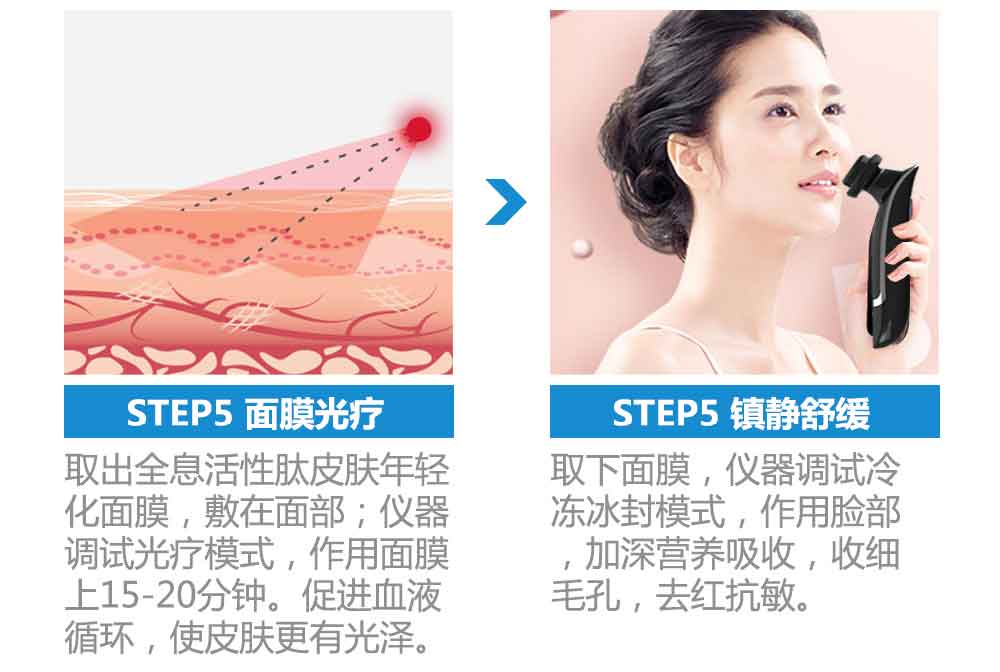 STEP5 面膜光疗
取出全息活性肽皮肤年轻
化面膜，敷在面部；仪器
调试光疗模式，作用面膜
上15-20分钟。促进血液
循环，使皮肤更有光泽。
STEP5 镇静舒缓
取下面膜，仪器调试冷
冻冰封模式，作用脸部
，加深营养吸收，收细
毛孔，去红抗敏。